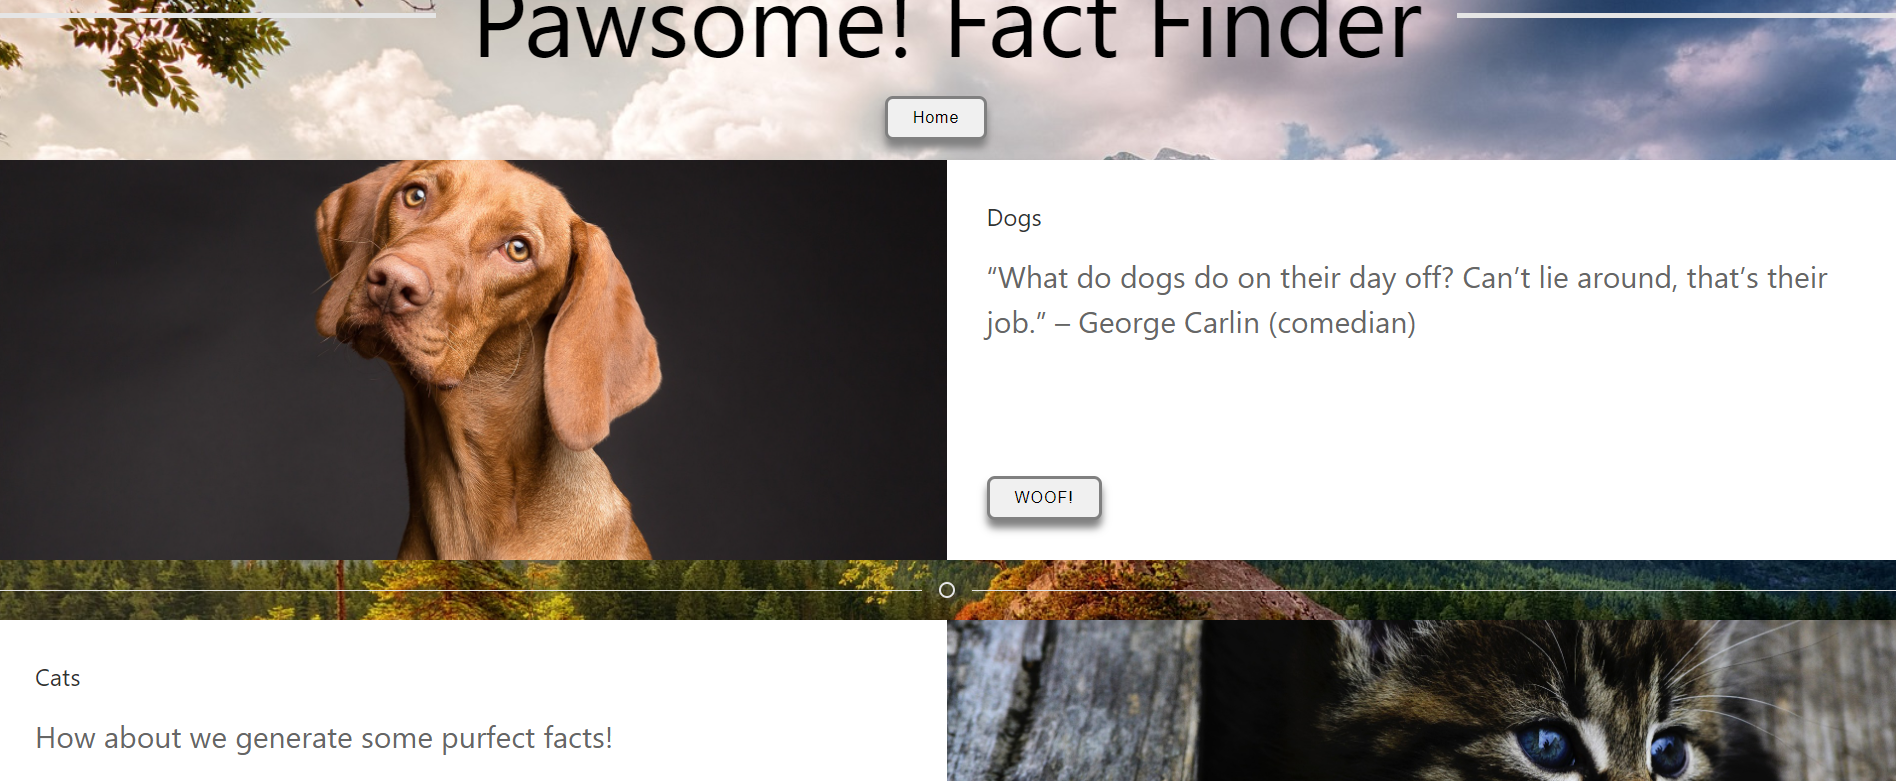 Pawsome! Fact Finder
Home
Dogs
“What do dogs do on their day off? Can’t lie around, that’s their
job.” – George Carlin (comedian)
WOOF!
Cats
How about we generate some purfect facts!